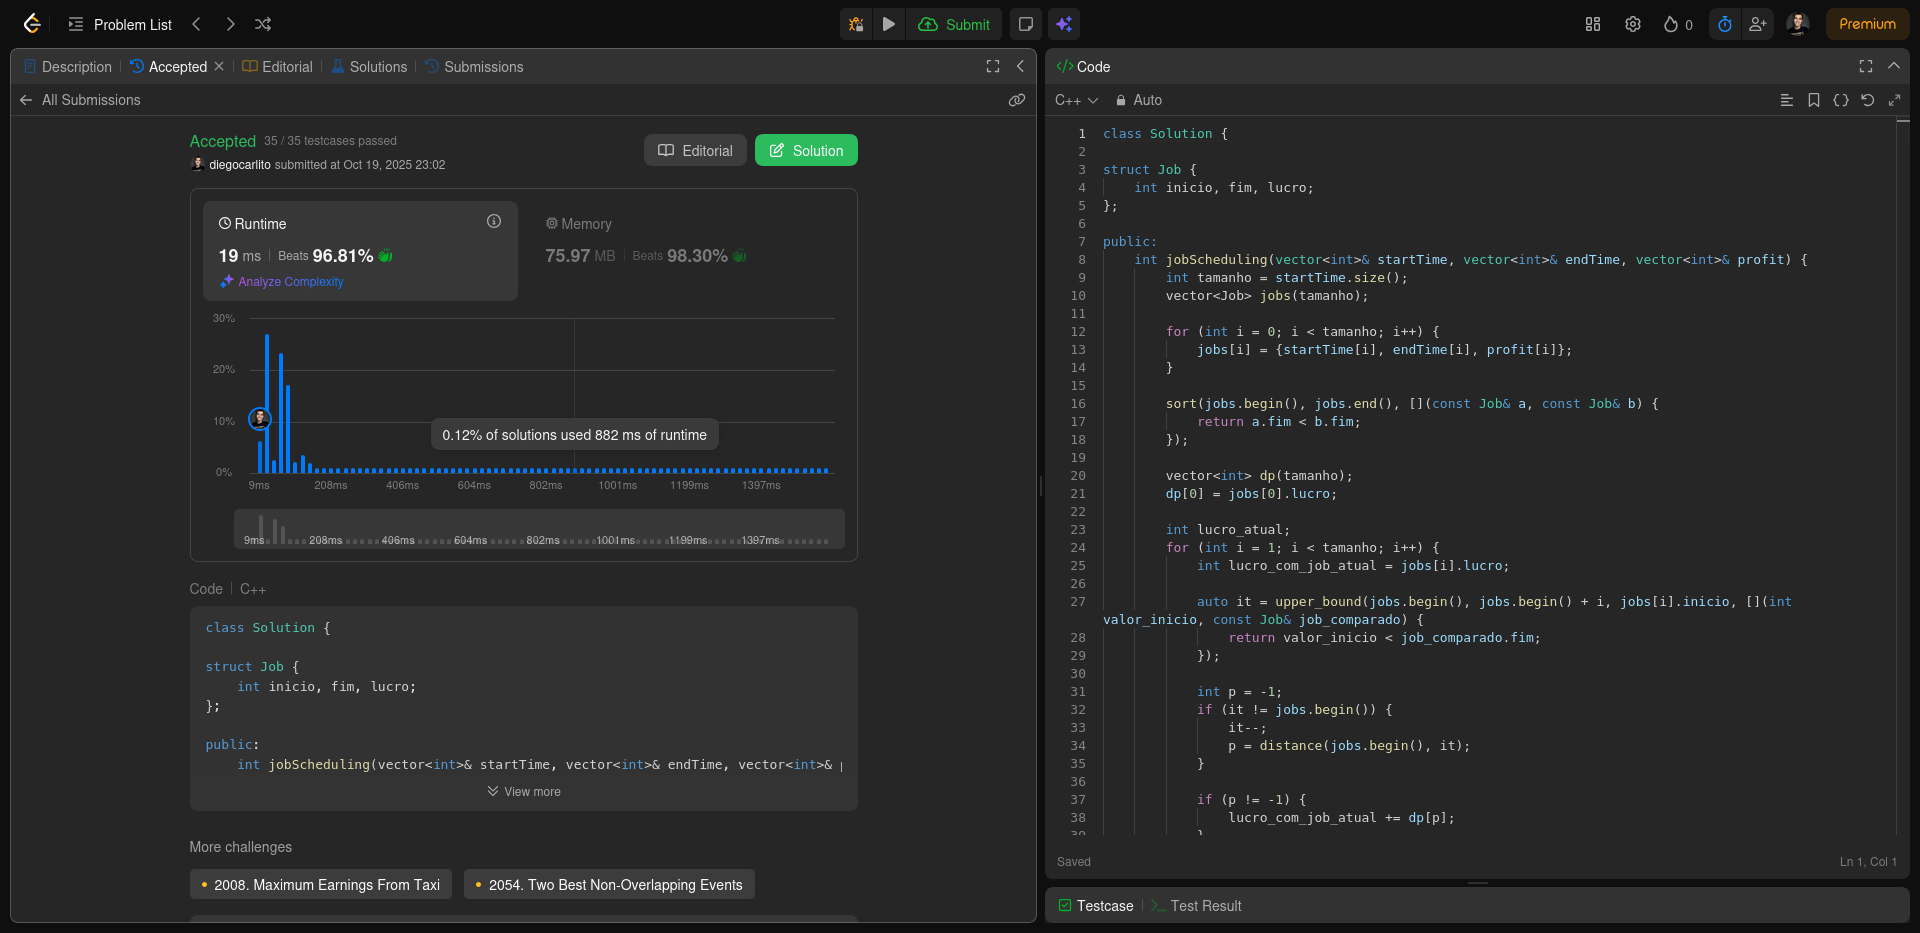 Problem List
Submit
0
Premium
Description
Accepted
Editorial
Solutions
Submissions
All Submissions
Accepted 35 / 35 testcases passed
diegocarlito submitted at Oct 19, 2025 23:02
Editorial
Solution
Runtime
19 ms Beats 96.81%
Analyze Complexity
Memory
75.97 MB Beats 98.30%
30%
20%
10%
0%
0.12% of solutions used 882 ms of runtime
9ms 208ms 406ms 604ms 802ms 1001ms 1199ms 1397ms
9ms 208ms 406ms 604ms 802ms 1001ms 1199ms 1397ms
Code C++
class Solution {
struct Job {
int inicio, fim, lucro;
};
public:
int jobScheduling(vector<int>& startTime, vector<int>& endTime, vector<int>&
View more
More challenges
2008. Maximum Earnings From Taxi
2054. Two Best Non-Overlapping Events
</> Code
C++
Auto
1 class Solution {
2
3 struct Job {
4 int inicio, fim, lucro;
5 };
6
7 public:
8 int jobScheduling(vector<int>& startTime, vector<int>& endTime, vector<int>& profit) {
9 int tamanho = startTime.size();
10 vector<Job> jobs(tamanho);
11
12 for (int i = 0; i < tamanho; i++) {
13 jobs[i] = {startTime[i], endTime[i], profit[i]};
14 }
15
16 sort(jobs.begin(), jobs.end(), [](const Job& a, const Job& b) {
17 return a.fim < b.fim;
18 });
19
20 vector<int> dp(tamanho);
21 dp[0] = jobs[0].lucro;
22
23 int lucro_atual;
24 for (int i = 1; i < tamanho; i++) {
25 int lucro_com_job_atual = jobs[i].lucro;
26
27 auto it = upper_bound(jobs.begin(), jobs.begin() + i, jobs[i].inicio, [](int
valor_inicio, const Job& job_comparado) {
28 return valor_inicio < job_comparado.fim;
29 });
30
31 int p = -1;
32 if (it != jobs.begin()) {
33 it--;
34 p = distance(jobs.begin(), it);
35 }
36
37 if (p != -1) {
38 lucro_com_job_atual += dp[p];
39 }
Saved
Ln 1, Col 1
Testcase
Test Result